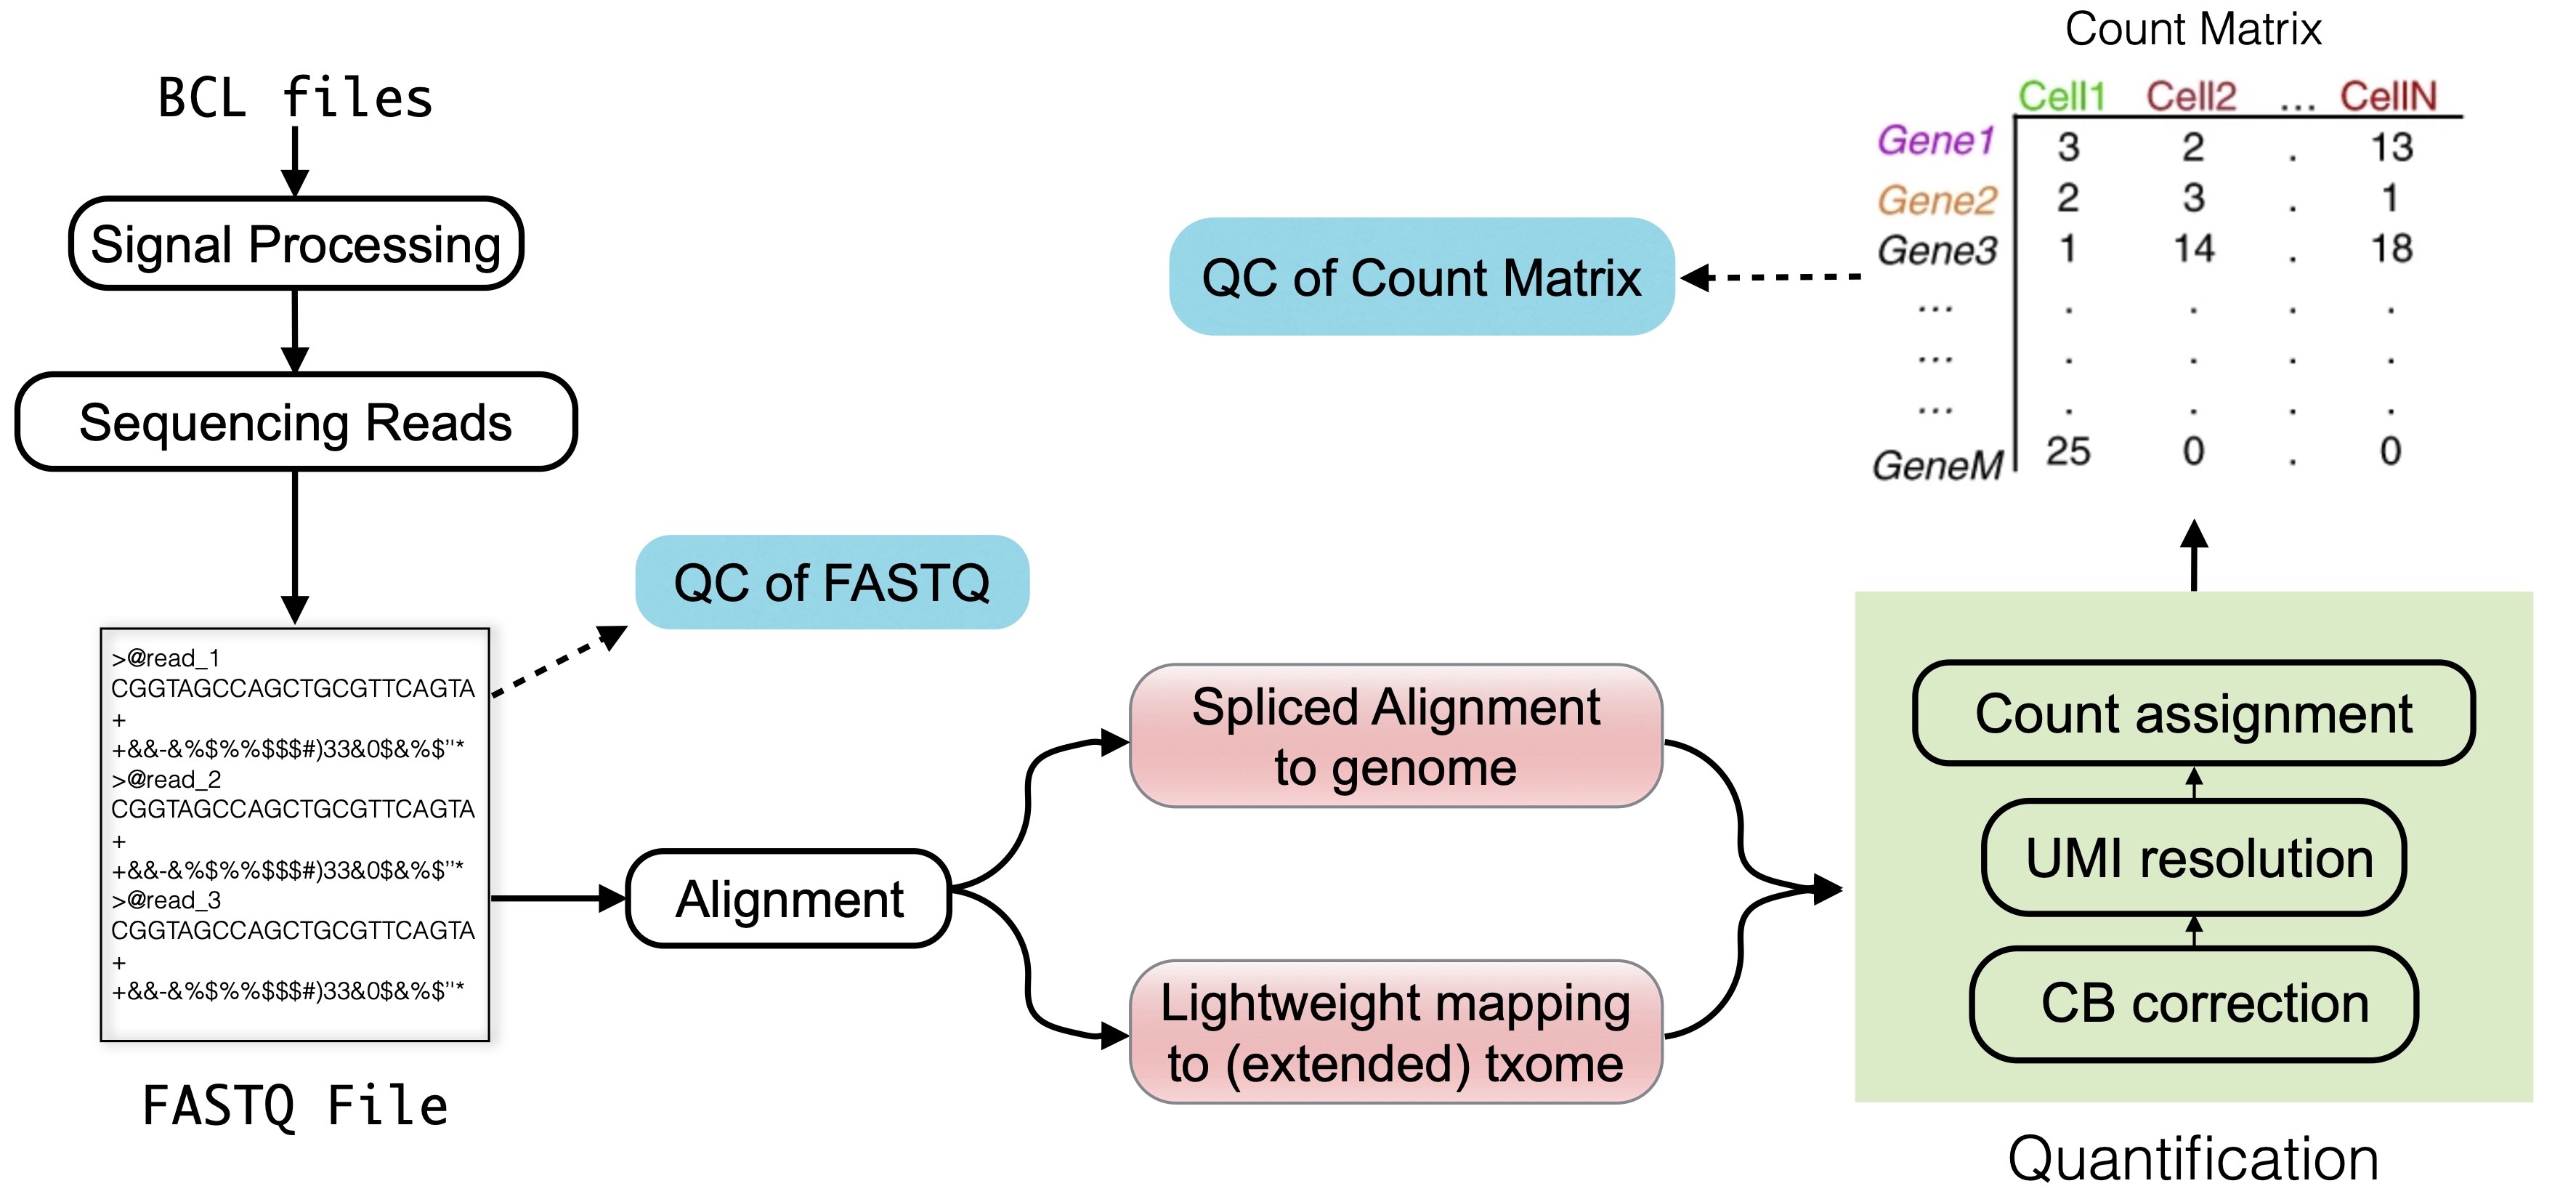 BCL files
Signal Processing
Sequencing Reads
>@read_1
CGGTAGCCAGCTGCGTTCAGTA
+
+&&-&%$%%$$$#)33&0$&%$"*
>@read_2
CGGTAGCCAGCTGCGTTCAGTA
+
+&&-&%$%%$$$#)33&0$&%$"*
>@read_3
CGGTAGCCAGCTGCGTTCAGTA
+
+&&-&%$%%$$$#)33&0$&%$"*
FASTQ File
QC of FASTQ
Alignment
Spliced Alignment
to genome
Lightweight mapping
to (extended) txome
Quantification
CB correction
UMI resolution
Count assignment
Count Matrix
Cell1 Cell2 ... CellN
Gene1 3 2 . 13
Gene2 2 3 . 1
Gene3 1 14 . 18
... . . . .
... . . . .
... . . . .
GeneM 25 0 . 0
QC of Count Matrix